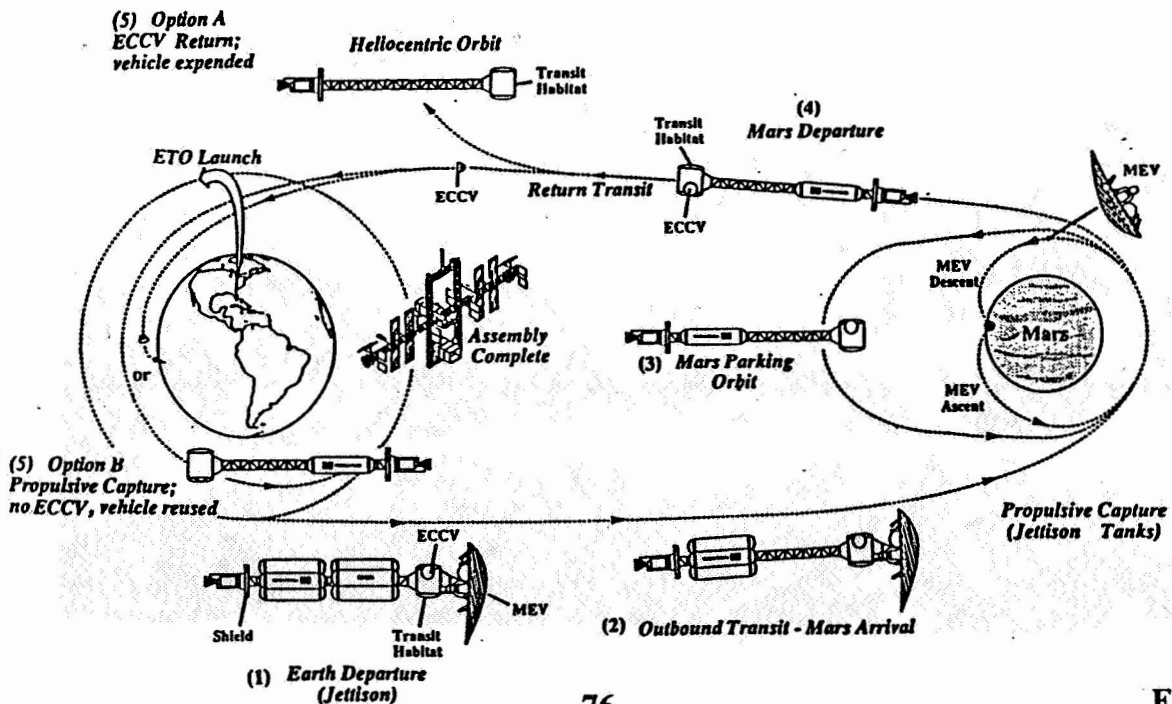 (5) Option A
ECCV Return;
vehicle expended
Heliocentric Orbit
Transit
Habitat
(4)
Mars Departure
Transit
Habitat
MEV
ETO Launch
ECCV
Return Transit
ECCV
MEV
Descent
Assembly
Complete
Mars
(3) Mars Parking
Orbit
or
MEV
Ascent
(5) Option B
Propulsive Capture;
no ECCV, vehicle reused
Propulsive Capture
(Jettison Tanks)
ECCV
MEV
Shield
Transit
Habitat
(2) Outbound Transit - Mars Arrival
(1) Earth Departure
(Jettison)